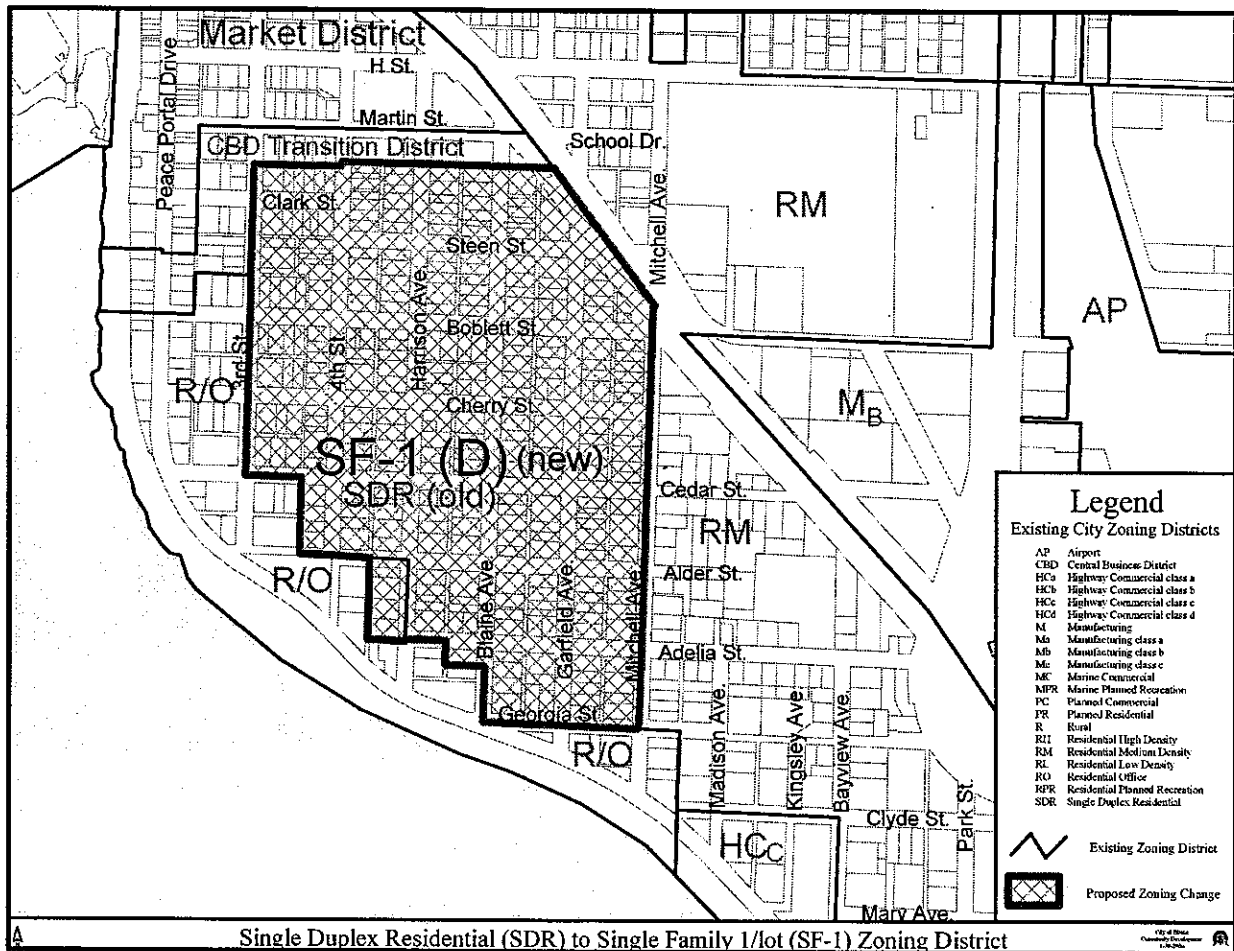 Market District
H St.
Peace Portal Drive
Martin St.
CBD Transition District
School Dr.
Mitchell Ave.
RM
Clark St.
Steen St.
Harrison Ave.
Boblett St.
3rd St.
4th St.
R/O
Cherry St.
AP
MB
SF-1 (D) (new)
SDR (old)
Cedar St.
RM
Alder St.
R/O
Blaine Ave.
Garfield Ave.
Mitchell Ave.
Adelia St.
Georgia St.
R/O
Madison Ave.
Kingsley Ave.
Bayview Ave.
Clyde St.
Park St.
HCC
Mary Ave.
Legend
Existing City Zoning Districts
AP Airport
CBD Central Business District
HCa Highway Commercial class a
HCb Highway Commercial class b
HCc Highway Commercial class c
HCd Highway Commercial class d
M Manufacturing
Ma Manufacturing class a
Mb Manufacturing class b
Mc Manufacturing class c
MC Marine Commercial
MPR Marine Planned Recreation
PC Planned Commercial
PR Planned Residential
R Rural
RH Residential High Density
RM Residential Medium Density
RL Residential Low Density
RO Residential Office
RPR Residential Planned Recreation
SDR Single Duplex Residential
Existing Zoning District
Proposed Zoning Change
Single Duplex Residential (SDR) to Single Family 1/lot (SF-1) Zoning District
City of Blaine
Community Development